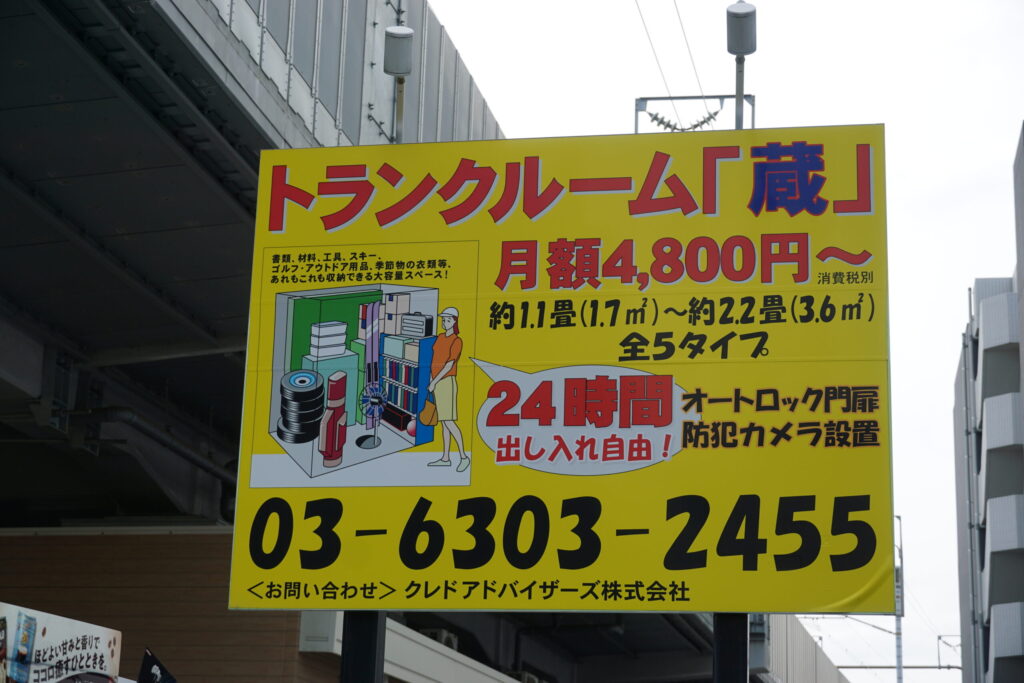 トランクルーム「蔵」
月額4,800円〜
消費税別
書類、材料、工具、スキー、
ゴルフ・アウトドア用品、季節物の衣類等、
あれもこれも収納できる大容量スペース!
約1.1畳(1.7㎡)〜約2.2畳(3.6㎡)
全5タイプ
24時間
出し入れ自由!
オートロック門扉
防犯カメラ設置
03-6303-2455
<お問い合わせ> クレドアドバイザーズ株式会社
ほどよい甘みと香りで
ココロ癒すひとときを。